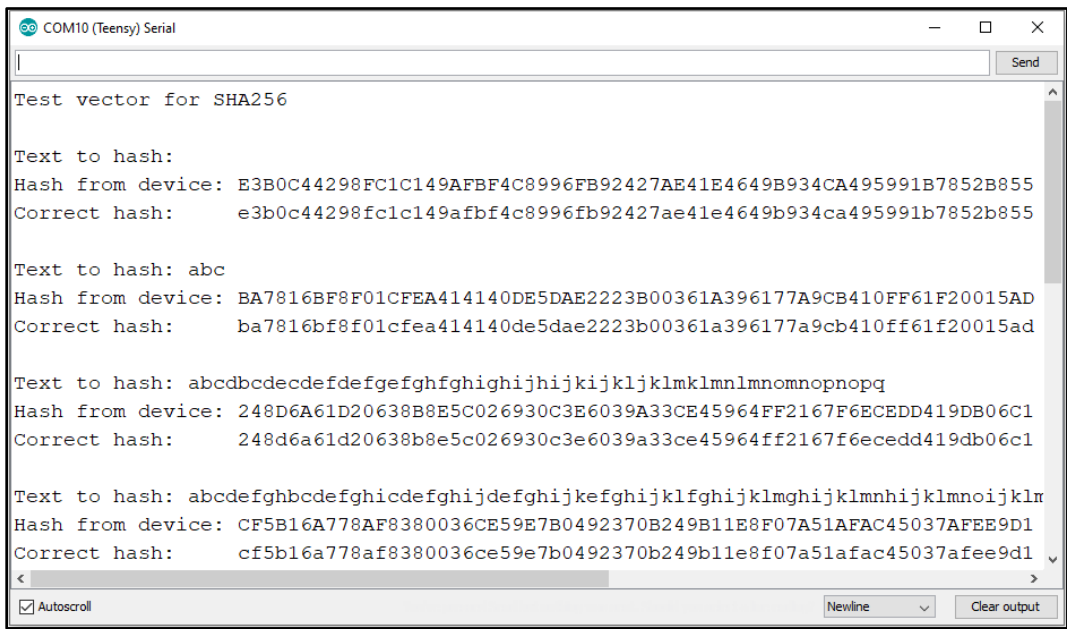 COM10 (Teensy) Serial
Send
Test vector for SHA256
Text to hash:
Hash from device: E3B0C44298FC1C149AFBF4C8996FB92427AE41E4649B934CA495991B7852B855
Correct hash: e3b0c44298fc1c149afbf4c8996fb92427ae41e4649b934ca495991b7852b855
Text to hash: abc
Hash from device: BA7816BF8F01CFEA414140DE5DAE2223B00361A396177A9CB410FF61F20015AD
Correct hash: ba7816bf8f01cfea414140de5dae2223b00361a396177a9cb410ff61f20015ad
Text to hash: abcdbcdecdefdefgefghfghighijhijkijkljklmklmnlmnomnopnopq
Hash from device: 248D6A61D20638B8E5C026930C3E6039A33CE45964FF2167F6ECEDD419DB06C1
Correct hash: 248d6a61d20638b8e5c026930c3e6039a33ce45964ff2167f6ecedd419db06c1
Text to hash: abcdefghbcdefghicdefghijdefghijkefghijklfghijklmghijklmnhijklmnoijklm
Hash from device: CF5B16A778AF8380036CE59E7B0492370B249B11E8F07A51AFAC45037AFEE9D1
Correct hash: cf5b16a778af8380036ce59e7b0492370b249b11e8f07a51afac45037afee9d1
Autoscroll
Newline
Clear output